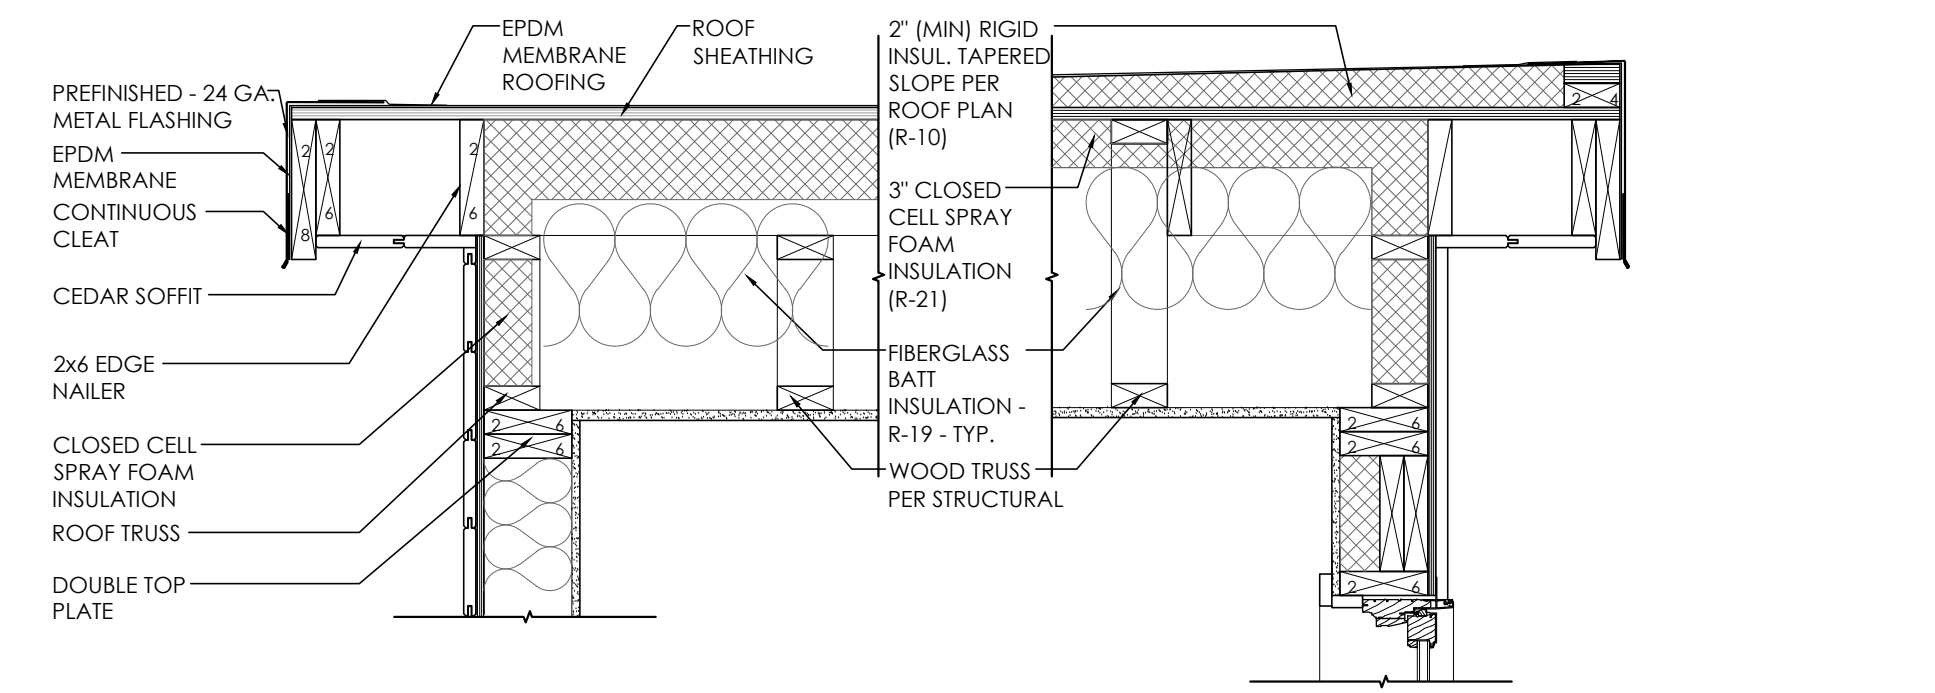 EPDM
MEMBRANE
ROOFING
ROOF
SHEATHING
PREFINISHED - 24 GA.
METAL FLASHING
EPDM
MEMBRANE
CONTINUOUS
CLEAT
CEDAR SOFFIT
2x6 EDGE
NAILER
CLOSED CELL
SPRAY FOAM
INSULATION
ROOF TRUSS
DOUBLE TOP
PLATE
2" (MIN) RIGID
INSUL. TAPERED
SLOPE PER
ROOF PLAN
(R-10)
3" CLOSED
CELL SPRAY
FOAM
INSULATION
(R-21)
FIBERGLASS
BATT
INSULATION -
R-19 - TYP.
WOOD TRUSS
PER STRUCTURAL
2
8
2
6
2
6
2 6
2 6
2 4
2 6
2 6
2 6